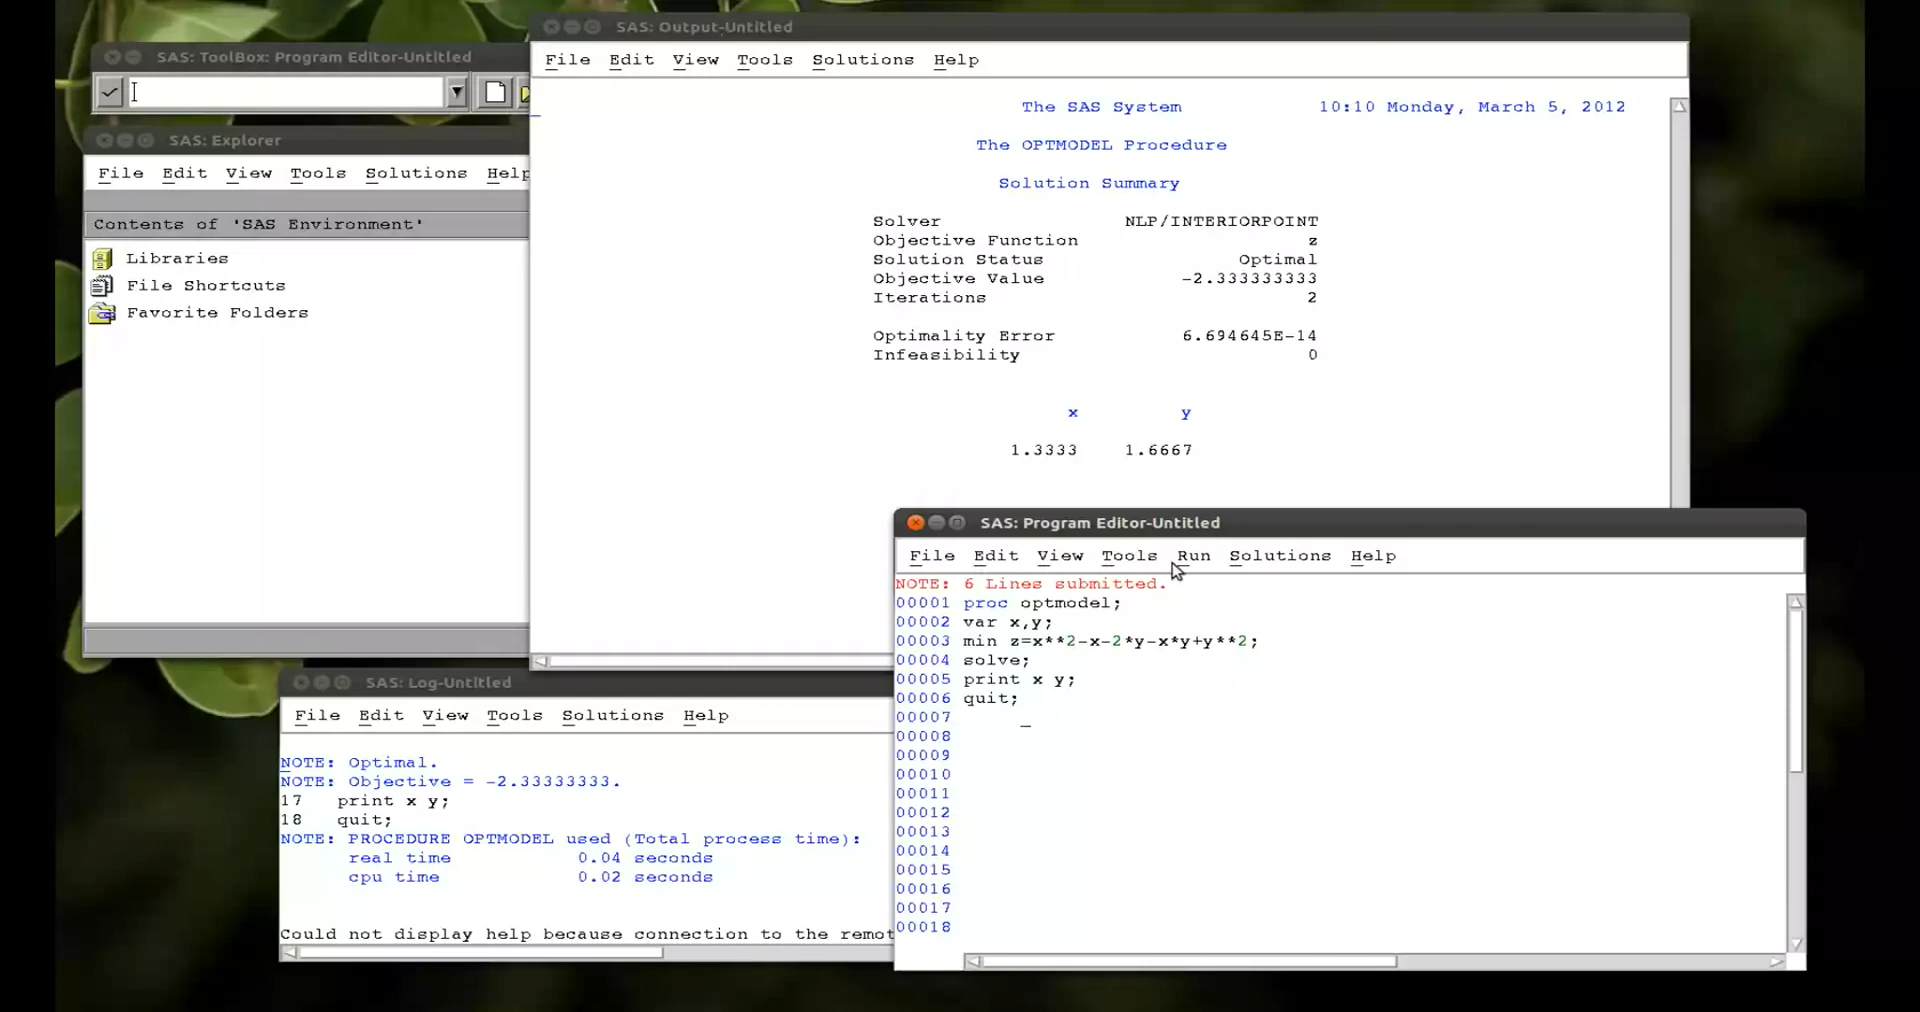 SAS: ToolBox: Program Editor-Untitled
SAS: Explorer
File Edit View Tools Solutions Help
Contents of 'SAS Environment'
Libraries
File Shortcuts
Favorite Folders
SAS: Output-Untitled
File Edit View Tools Solutions Help
The SAS System 10:10 Monday, March 5, 2012
The OPTMODEL Procedure
Solution Summary
Solver NLP/INTERIORPOINT
Objective Function z
Solution Status Optimal
Objective Value -2.333333333
Iterations 2
Optimality Error 6.694645E-14
Infeasibility 0
x y
1.3333 1.6667
SAS: Log-Untitled
File Edit View Tools Solutions Help
NOTE: Optimal.
NOTE: Objective = -2.33333333.
17 print x y;
18 quit;
NOTE: PROCEDURE OPTMODEL used (Total process time):
real time 0.04 seconds
cpu time 0.02 seconds
Could not display help because connection to the remot
SAS: Program Editor-Untitled
File Edit View Tools Run Solutions Help
NOTE: 6 Lines submitted.
00001 proc optmodel;
00002 var x,y;
00003 min z=x**2-x-2*y-x*y+y**2;
00004 solve;
00005 print x y;
00006 quit;
00007
00008
00009
00010
00011
00012
00013
00014
00015
00016
00017
00018